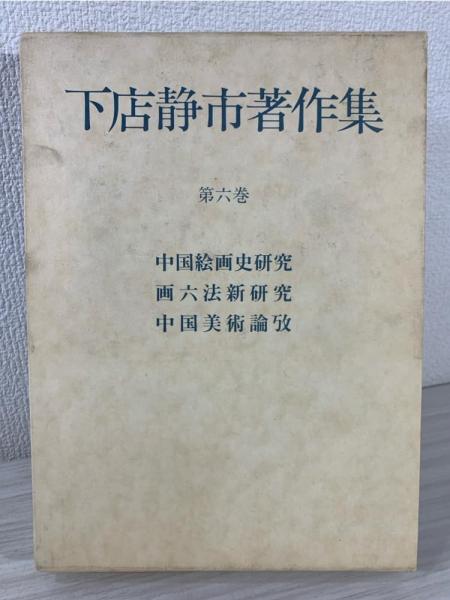 下店静市著作集
第六巻
中国絵画史研究
画六法新研究
中国美術論攷